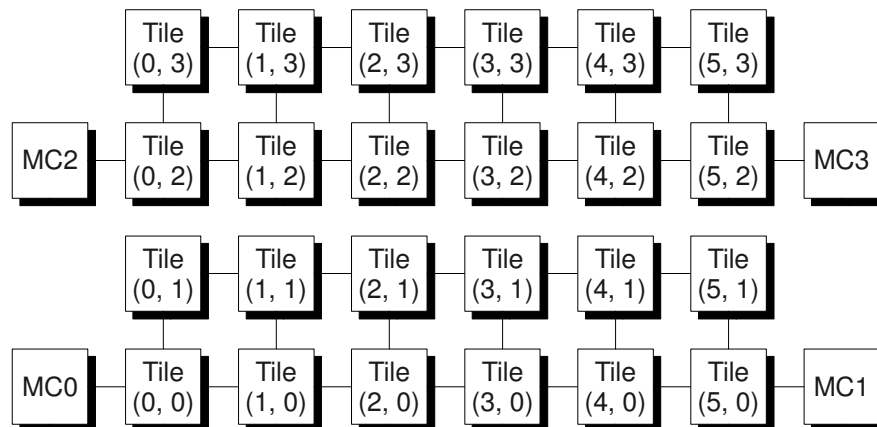 Tile
(0, 3)
Tile
(1, 3)
Tile
(2, 3)
Tile
(3, 3)
Tile
(4, 3)
Tile
(5, 3)
MC2
Tile
(0, 2)
Tile
(1, 2)
Tile
(2, 2)
Tile
(3, 2)
Tile
(4, 2)
Tile
(5, 2)
MC3
Tile
(0, 1)
Tile
(1, 1)
Tile
(2, 1)
Tile
(3, 1)
Tile
(4, 1)
Tile
(5, 1)
MC0
Tile
(0, 0)
Tile
(1, 0)
Tile
(2, 0)
Tile
(3, 0)
Tile
(4, 0)
Tile
(5, 0)
MC1